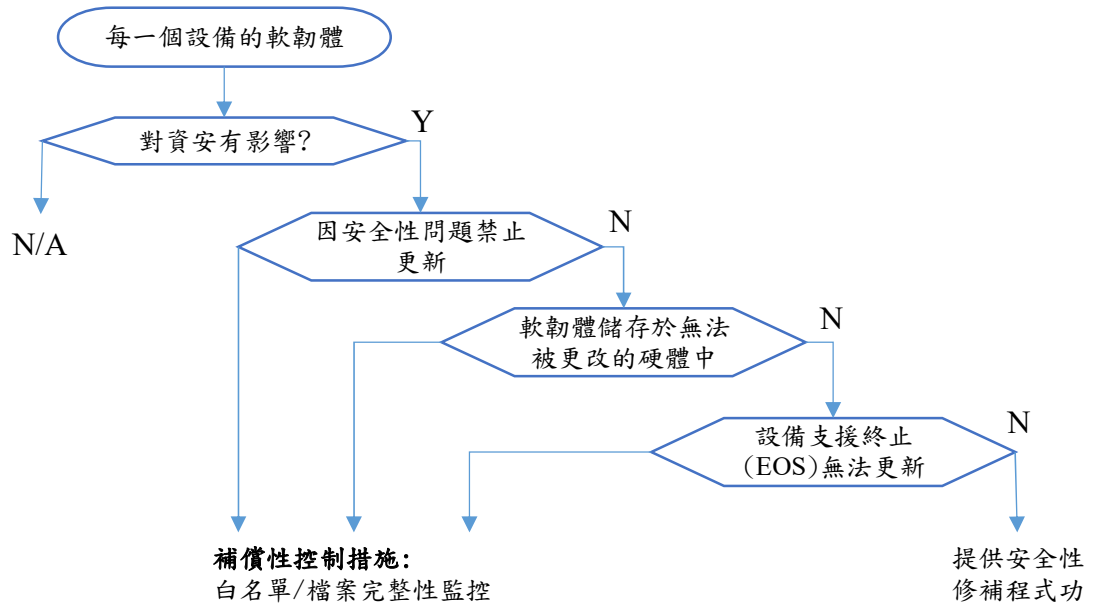 每一個設備的軟韌體
對資安有影響?
Y
N/A
因安全性問題禁止
更新
N
軟韌體儲存於無法
被更改的硬體中
N
設備支援終止
(EOS)無法更新
N
補償性控制措施:
白名單/檔案完整性監控
提供安全性
修補程式功